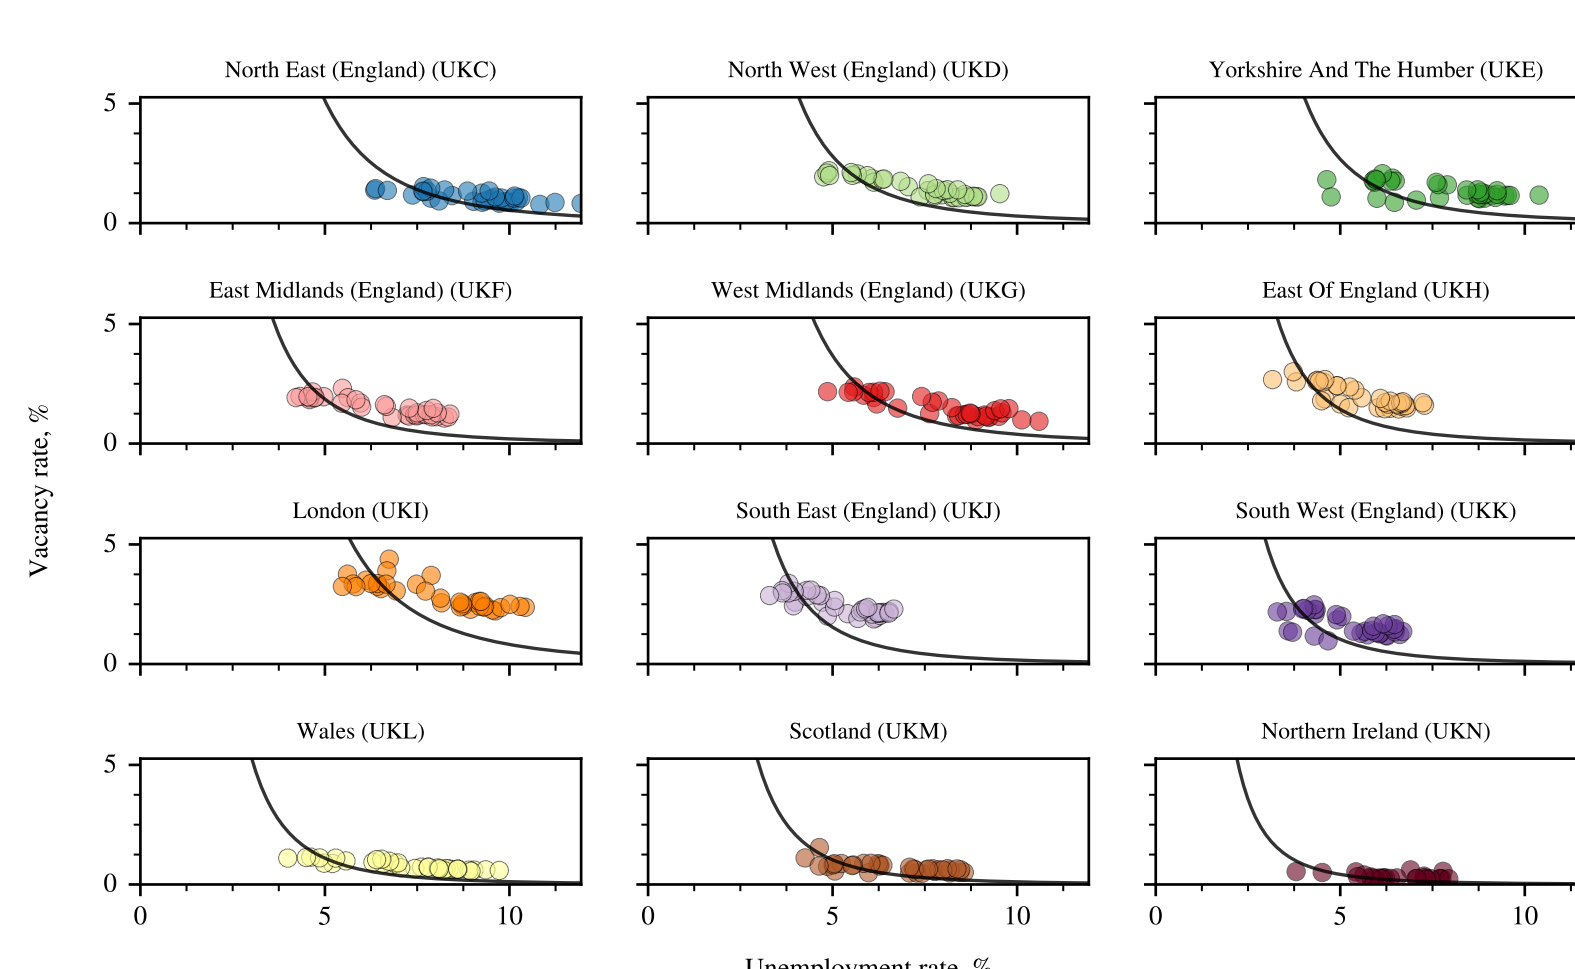 North East (England) (UKC)
North West (England) (UKD)
Yorkshire And The Humber (UKE)
5
0
East Midlands (England) (UKF)
West Midlands (England) (UKG)
East Of England (UKH)
5
0
Vacancy rate, %
London (UKI)
South East (England) (UKJ)
South West (England) (UKK)
5
0
Wales (UKL)
Scotland (UKM)
Northern Ireland (UKN)
5
0
0 5 10 0 5 10 0 5 10
Unemployment rate, %